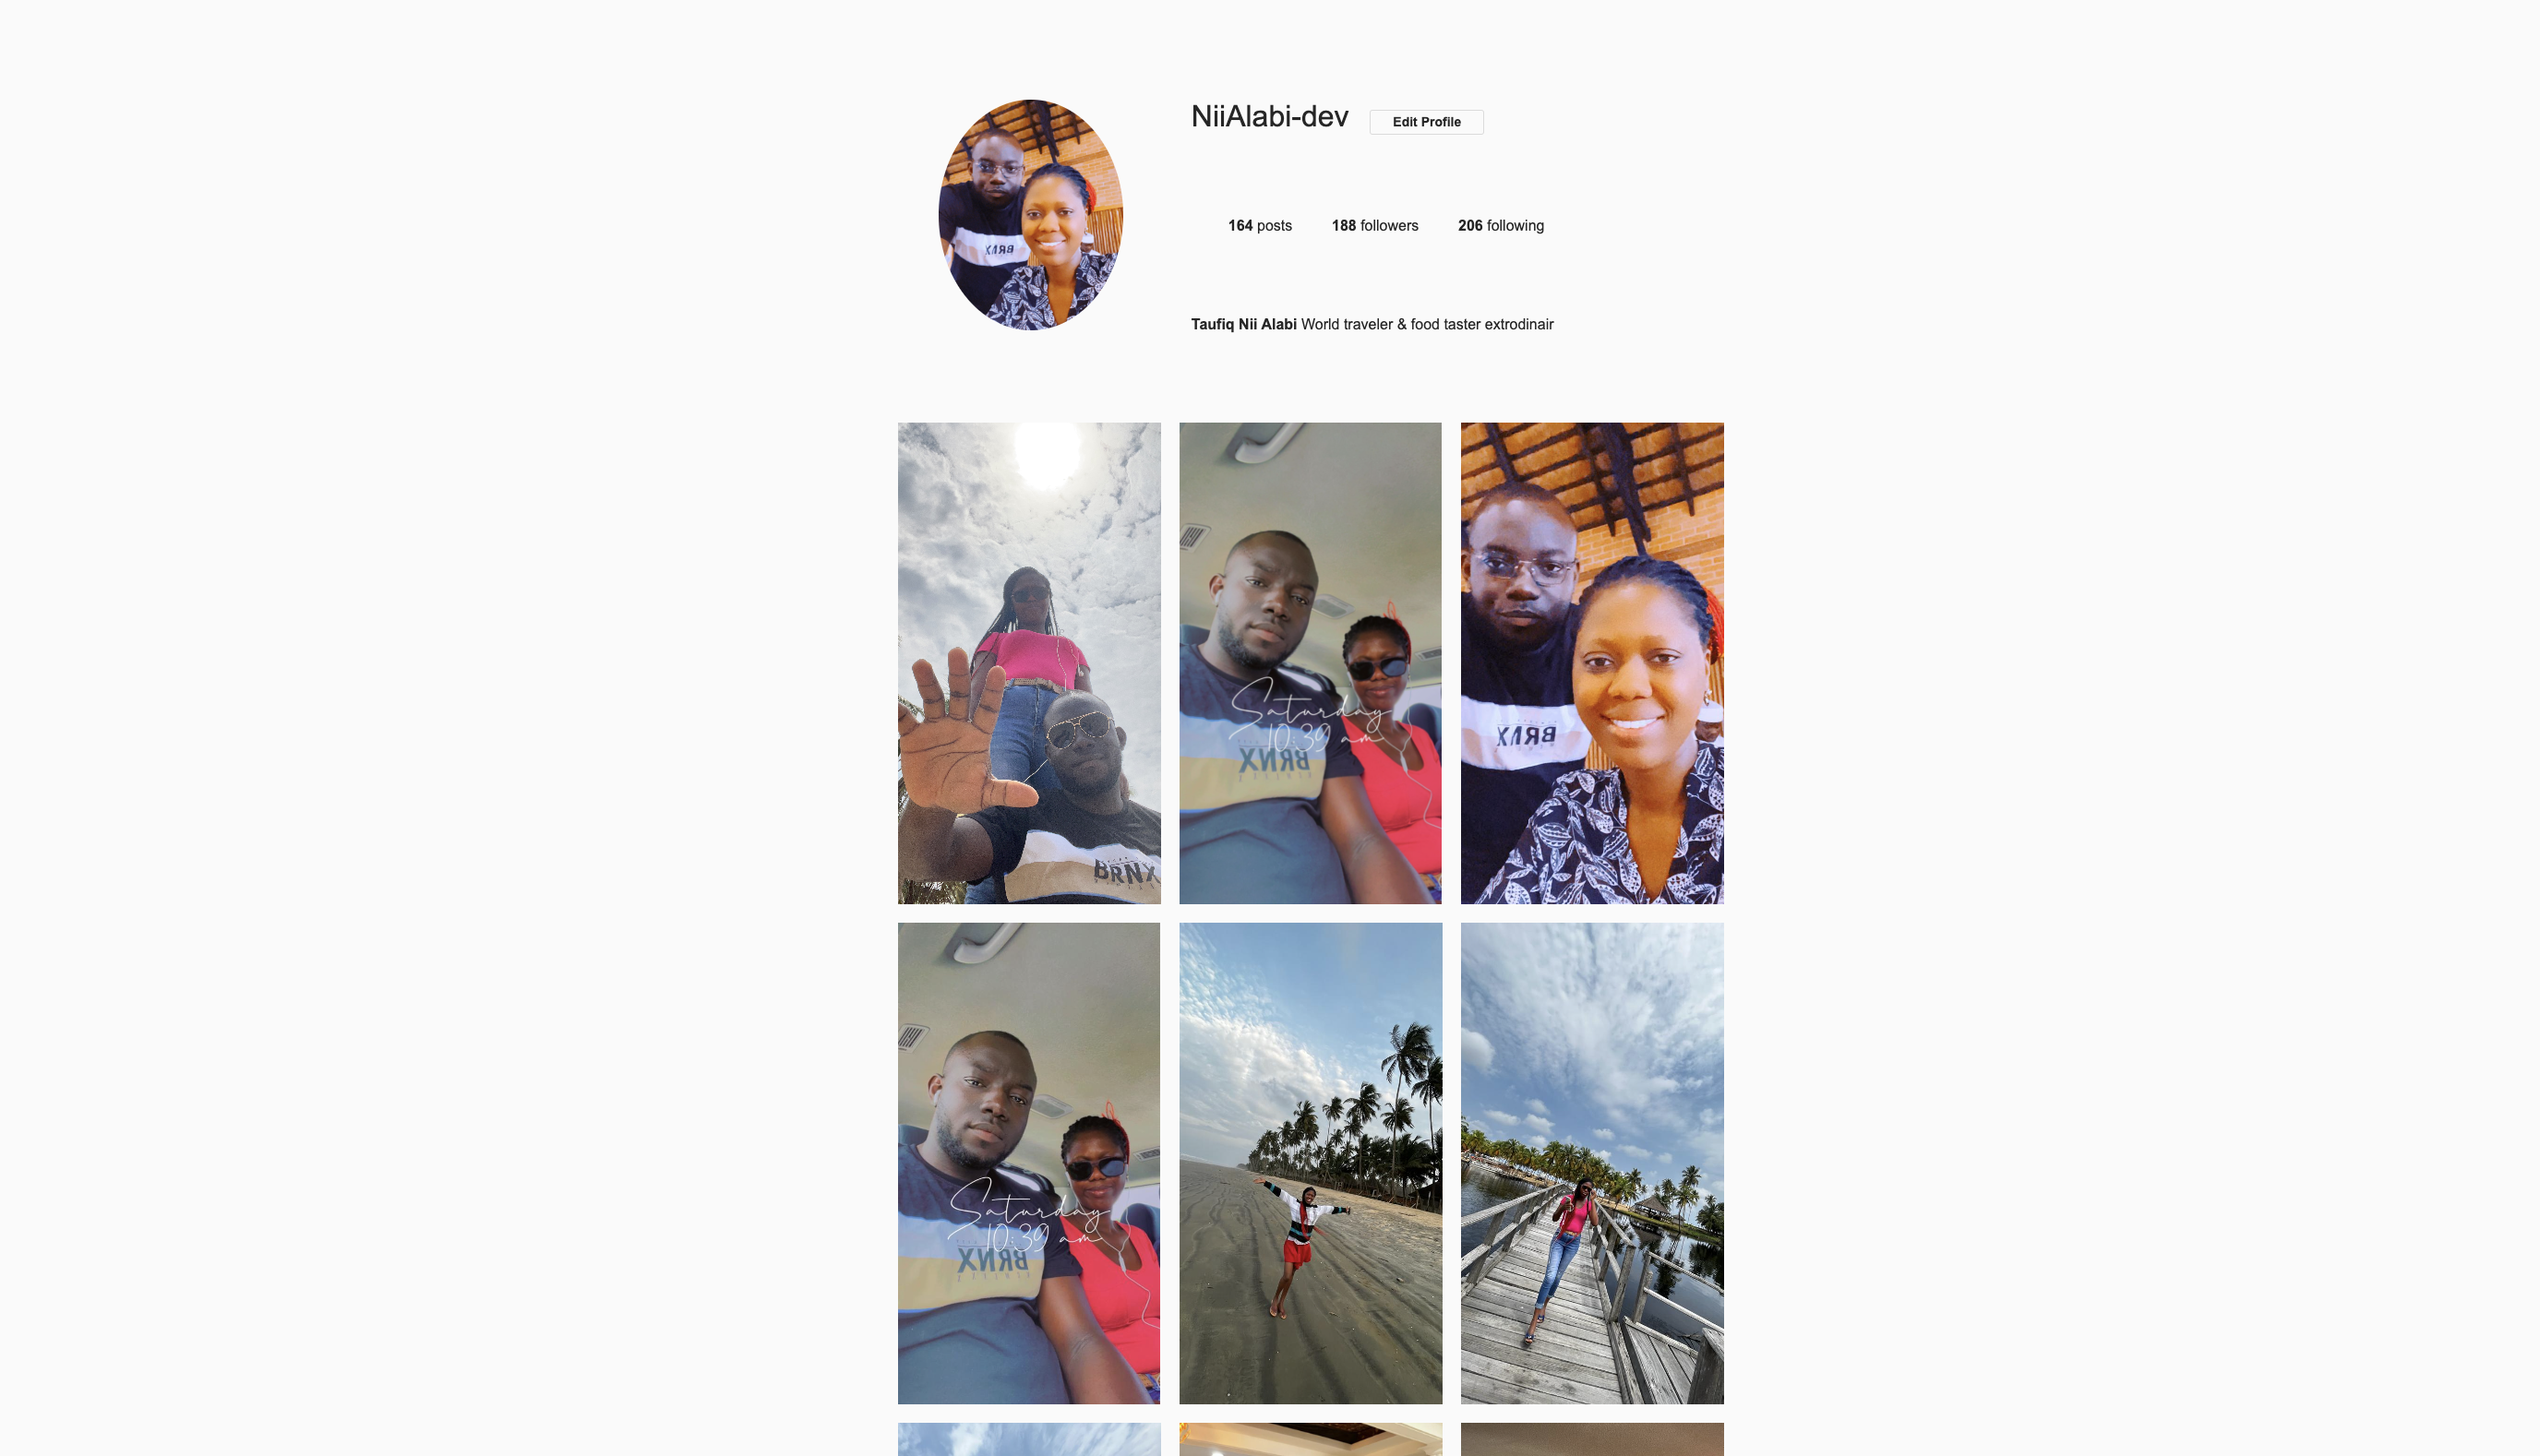 NiiAlabi-dev Edit Profile
164 posts 188 followers 206 following
Taufiq Nii Alabi World traveler & food taster extrodinair
BRNX
BRNX
Saturday
10:39 am
BRNX
BRNX
Saturday
10:39 am
BRNX